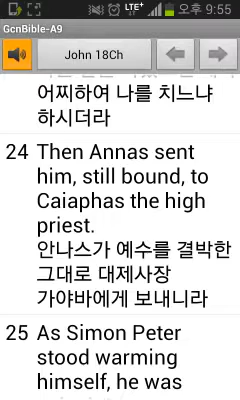 LTE 오후 9:55
GcnBible-A9
John 18Ch
어찌하여 나를 치느냐
하시더라
24 Then Annas sent
him, still bound, to
Caiaphas the high
priest.
안나스가 예수를 결박한
그대로 대제사장
가야바에게 보내니라
25 As Simon Peter
stood warming
himself, he was